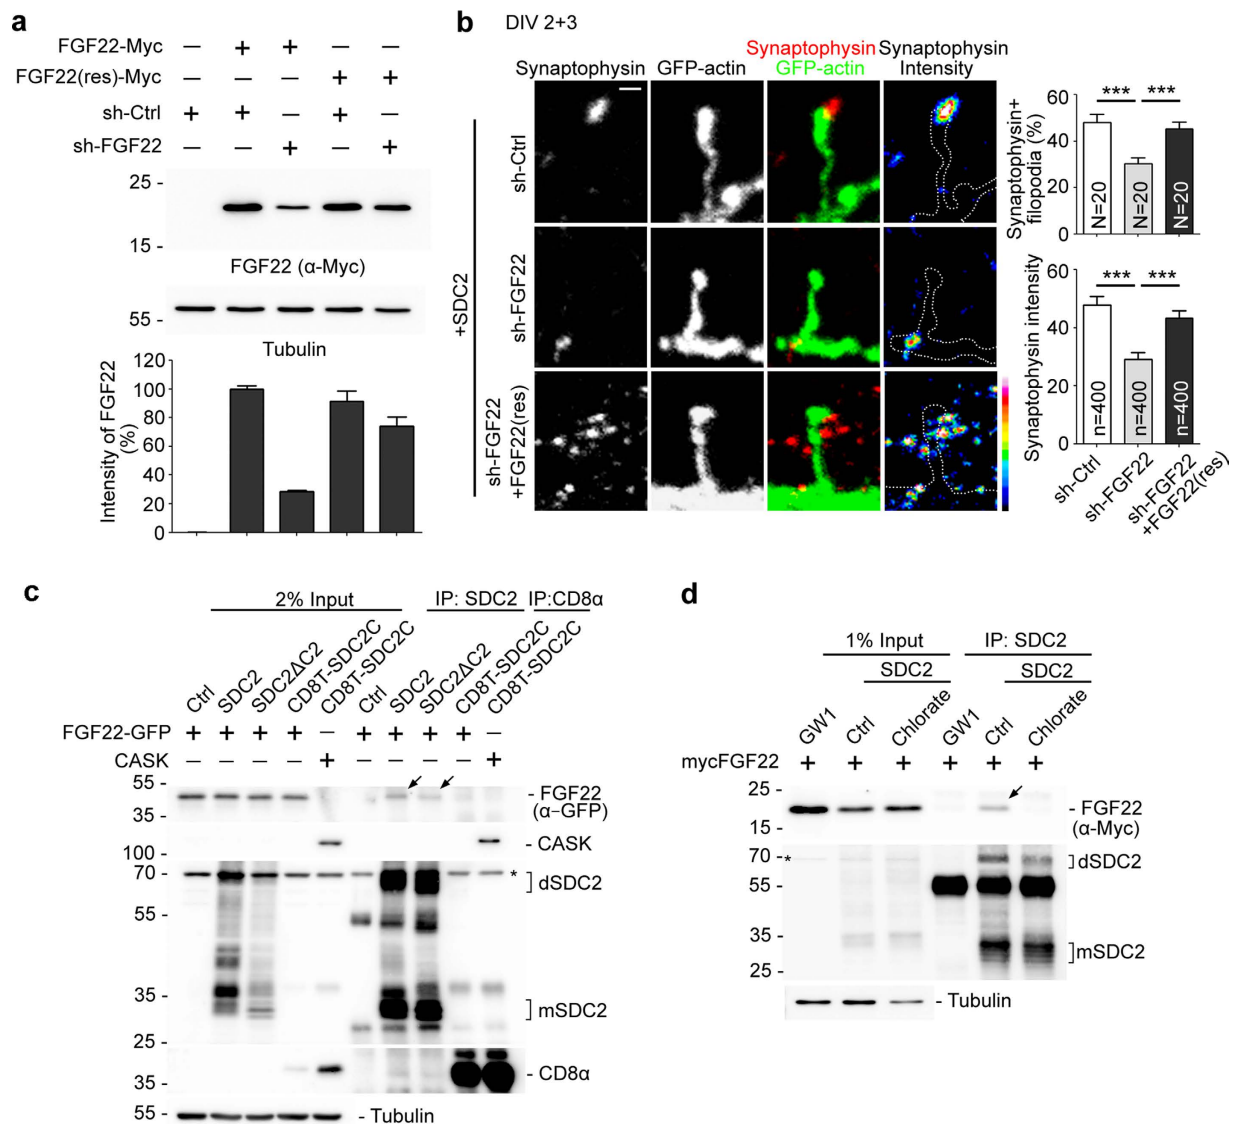 a
FGF22-Myc — + + — —
FGF22(res)-Myc — — — + +
sh-Ctrl + + — + —
sh-FGF22 — — + — +
25 -
15 -
FGF22 (α-Myc)
55 -
Tubulin
Intensity of FGF22
(%)
120
100
80
60
40
20
0
b
DIV 2+3
Synaptophysin
GFP-actin
Synaptophysin
GFP-actin
Synaptophysin
Intensity
+SDC2
sh-Ctrl
sh-FGF22
sh-FGF22
+FGF22(res)
Synaptophysin+
filopodia (%)
60
40
20
0
*** ***
N=20
N=20
N=20
Synaptophysin intensity
60
40
20
0
*** ***
n=400
n=400
n=400
sh-Ctrl
sh-FGF22
sh-FGF22
+FGF22(res)
c
2% Input
IP: SDC2
IP:CD8α
Ctrl
SDC2
SDC2ΔC2
CD8T-SDC2C
CD8T-SDC2C
Ctrl
SDC2
SDC2ΔC2
CD8T-SDC2C
CD8T-SDC2C
FGF22-GFP + + + + — + + + + —
CASK — — — — + — — — — +
55 -
35 -
- FGF22
(α-GFP)
100 -
- CASK
70 -
*
dSDC2
55 -
35 -
mSDC2
25 -
35 -
- CD8α
55 -
- Tubulin
d
1% Input
IP: SDC2
SDC2
SDC2
GW1
Ctrl
Chlorate
GW1
Ctrl
Chlorate
mycFGF22 + + + + + +
25 -
15 -
- FGF22
(α-Myc)
70 -
*
dSDC2
55 -
35 -
mSDC2
25 -
- Tubulin